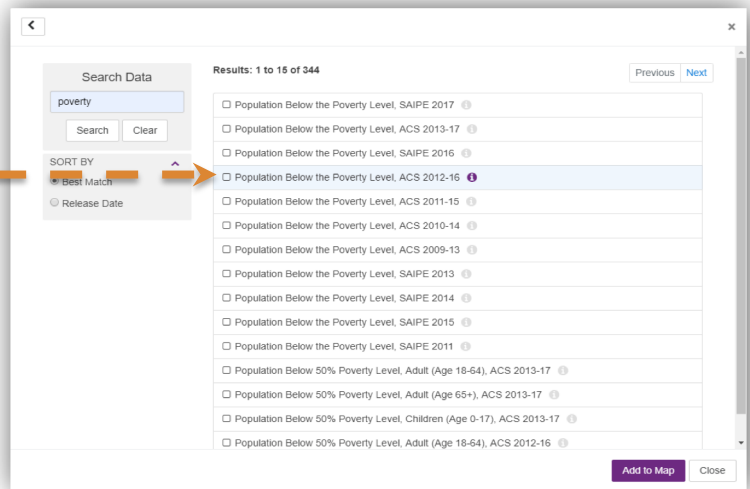 Search Data
poverty
Search Clear
SORT BY
Best Match
Release Date
Results: 1 to 15 of 344
Previous Next
Population Below the Poverty Level, SAIPE 2017
Population Below the Poverty Level, ACS 2013-17
Population Below the Poverty Level, SAIPE 2016
Population Below the Poverty Level, ACS 2012-16
Population Below the Poverty Level, ACS 2011-15
Population Below the Poverty Level, ACS 2010-14
Population Below the Poverty Level, ACS 2009-13
Population Below the Poverty Level, SAIPE 2013
Population Below the Poverty Level, SAIPE 2014
Population Below the Poverty Level, SAIPE 2015
Population Below the Poverty Level, SAIPE 2011
Population Below 50% Poverty Level, Adult (Age 18-64), ACS 2013-17
Population Below 50% Poverty Level, Adult (Age 65+), ACS 2013-17
Population Below 50% Poverty Level, Children (Age 0-17), ACS 2013-17
Population Below 50% Poverty Level, Adult (Age 18-64), ACS 2012-16
Add to Map Close